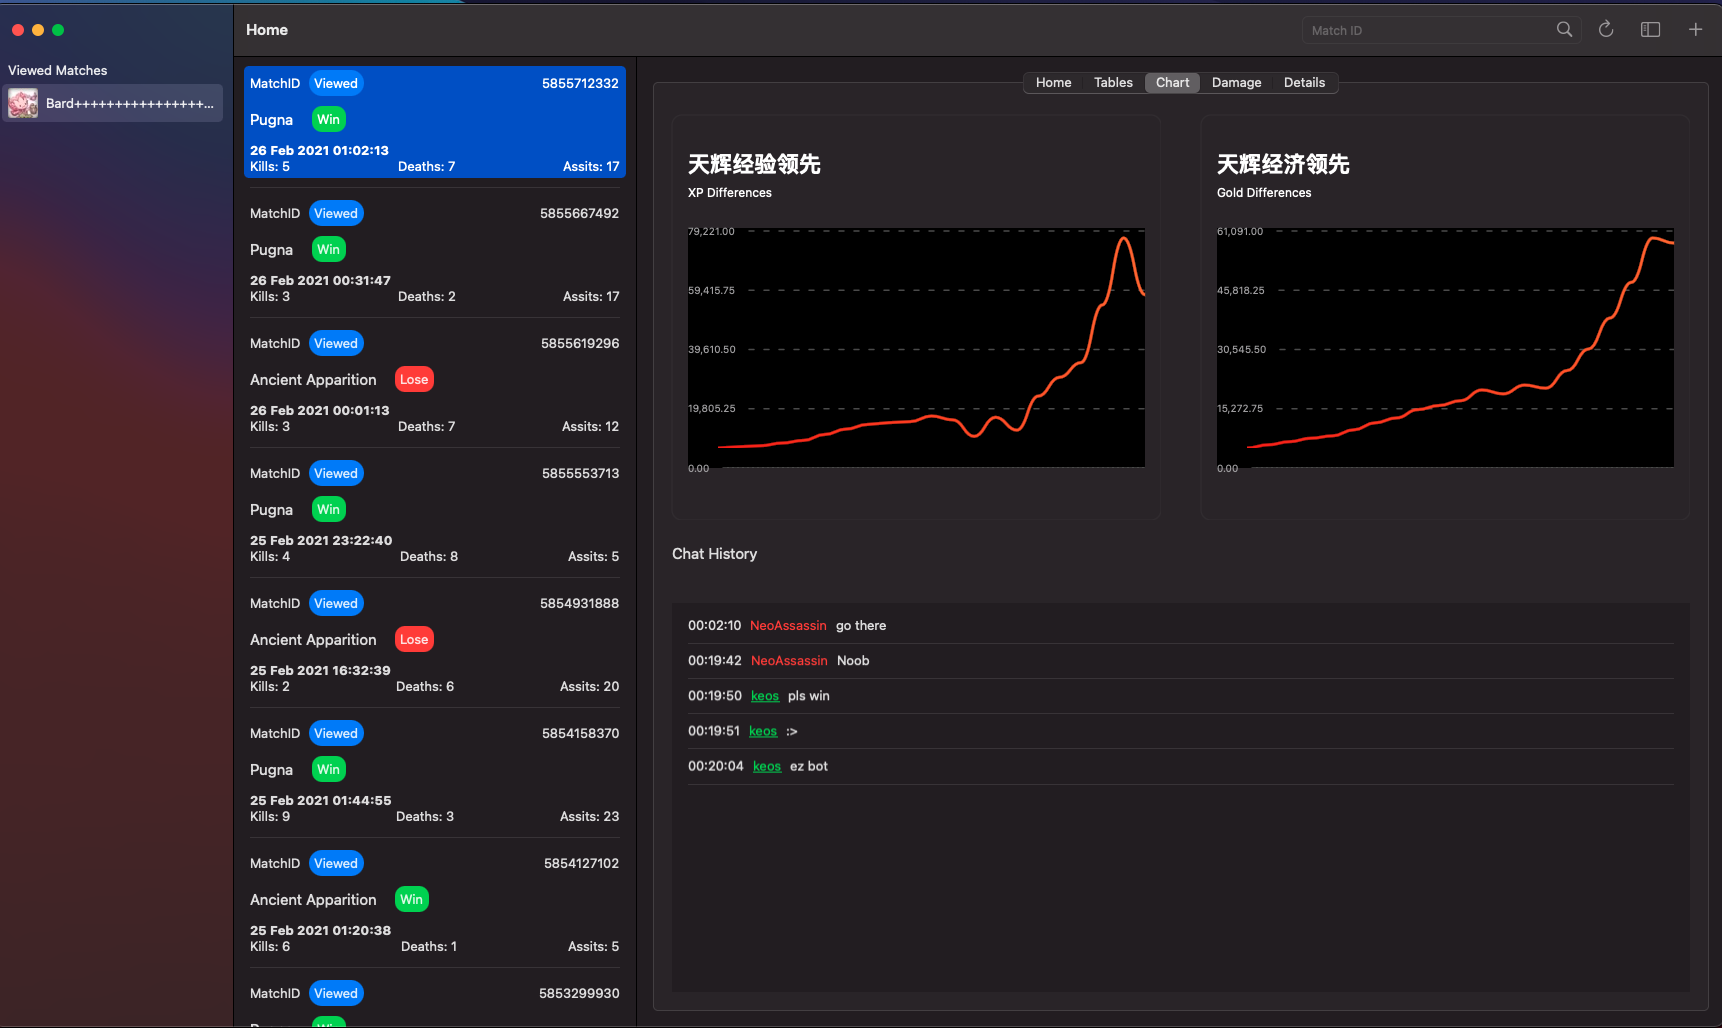 Home
Match ID
Viewed Matches
Bard++++++++++++++++...
MatchID Viewed 5855712332
Pugna Win
26 Feb 2021 01:02:13
Kills: 5 Deaths: 7 Assits: 17
MatchID Viewed 5855667492
Pugna Win
26 Feb 2021 00:31:47
Kills: 3 Deaths: 2 Assits: 17
MatchID Viewed 5855619296
Ancient Apparition Lose
26 Feb 2021 00:01:13
Kills: 3 Deaths: 7 Assits: 12
MatchID Viewed 5855553713
Pugna Win
25 Feb 2021 23:22:40
Kills: 4 Deaths: 8 Assits: 5
MatchID Viewed 5854931888
Ancient Apparition Lose
25 Feb 2021 16:32:39
Kills: 2 Deaths: 6 Assits: 20
MatchID Viewed 5854158370
Pugna Win
25 Feb 2021 01:44:55
Kills: 9 Deaths: 3 Assits: 23
MatchID Viewed 5854127102
Ancient Apparition Win
25 Feb 2021 01:20:38
Kills: 6 Deaths: 1 Assits: 5
MatchID Viewed 5853299930
Pugna Win
Home Tables Chart Damage Details
天辉经验领先
XP Differences
79,221.00
59,415.75
39,610.50
19,805.25
0.00
天辉经济领先
Gold Differences
61,091.00
45,818.25
30,545.50
15,272.75
0.00
Chat History
00:02:10 NeoAssassin go there
00:19:42 NeoAssassin Noob
00:19:50 keos pls win
00:19:51 keos :>
00:20:04 keos ez bot